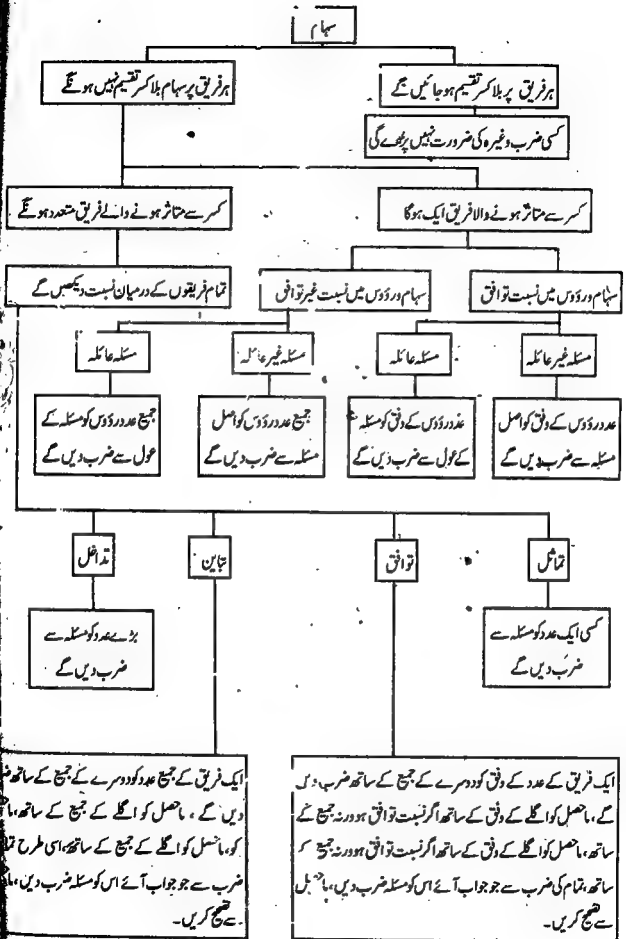 سہام
ہر فریق پر بلا کسر تقسیم ہو جائیں گے
ہر فریق پر سہام بلا کسر تقسیم نہیں ہونگے
کسی ضرب وغیرہ کی ضرورت نہیں پڑے گی
کسر سے متاثر ہونے والا فریق ایک ہوگا
کسر سے متاثر ہونے والے فریق متعدد ہونگے
سہام و رؤوس میں نسبت توافق
سہام و رؤوس میں نسبت غیر توافق
تمام فریقوں کے درمیان نسبت دیکھیں گے
مسئلہ غیر عائلہ
مسئلہ عائلہ
مسئلہ غیر عائلہ
مسئلہ عائلہ
عدد رؤوس کے وفق کو اصل
مسئلہ سے ضرب دیں گے
عدد رؤوس کے وفق کو مسئلہ
کے عول سے ضرب دیں گے
جمیع عدد رؤوس کو اصل
مسئلہ سے ضرب دیں گے
جمیع عدد رؤوس کو مسئلہ کے
عول سے ضرب دیں گے
تماثل
توافق
تباین
تداخل
کسی ایک عدد کو مسئلہ سے
ضرب دیں گے
بڑے عدد کو مسئلہ سے
ضرب دیں گے
ایک فریق کے عدد کے وفق کو دوسرے کے جمیع کے ساتھ ضرب دیں
گے، ماحصل کو اگلے کے وفق کے ساتھ اگر نسبت توافق ہو ورنہ جمیع کے
ساتھ، ماحصل کو اگلے کے وفق کے ساتھ اگر نسبت توافق ہو ورنہ جمیع کے
ساتھ، تمام کی ضرب سے جو جواب آئے اس کو مسئلہ ضرب دیں، ماحصل
سے تصحیح کریں۔
ایک فریق کے جمیع عدد کو دوسرے کے جمیع کے ساتھ
دیں گے، ماحصل کو اگلے کے جمیع کے ساتھ،
کو، ماحصل کو اگلے کے جمیع کے ساتھ، اسی طرح
ضرب سے جو جواب آئے اس کو مسئلہ ضرب دیں،
سے تصحیح کریں۔